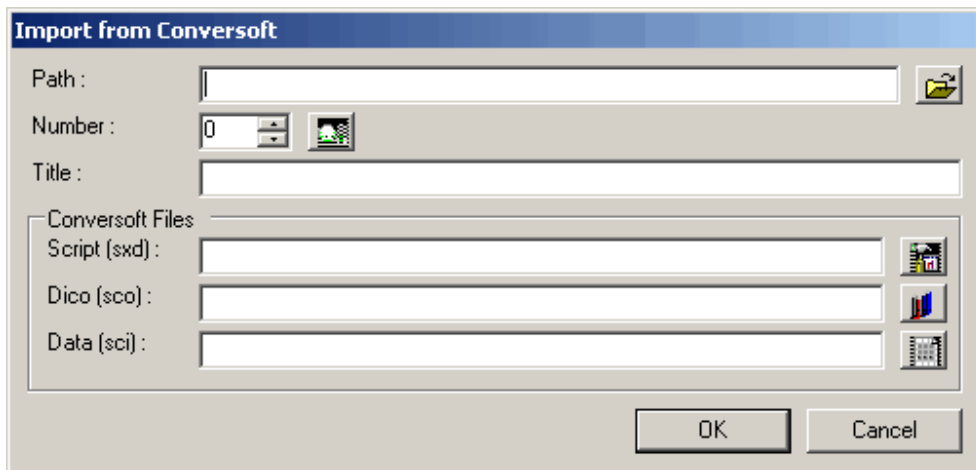 Import from Conversoft
Path :
Number :
0
Title :
Conversoft Files
Script (sxd) :
Dico (sco) :
Data (sci) :
OK
Cancel